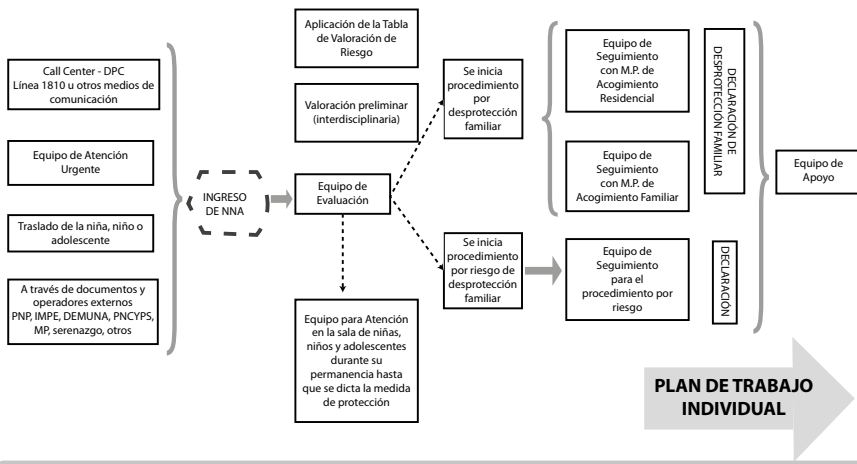 Call Center - DPC
Línea 1810 u otros medios de
comunicación
Equipo de Atención
Urgente
Traslado de la niña, niño o
adolescente
A través de documentos y
operadores externos
PNP, IMPE, DEMUNA, PNCYPS,
MP, serenazgo, otros
INGRESO
DE NNA
Aplicación de la Tabla
de Valoración de
Riesgo
Valoración preliminar
(interdisciplinaria)
Equipo de
Evaluación
Equipo para Atención
en la sala de niñas,
niños y adolescentes
durante su
permanencia hasta
que se dicta la medida
de protección
Se inicia
procedimiento
por
desprotección
familiar
Se inicia
procedimiento
por riesgo de
desprotección
familiar
Equipo de
Seguimiento
con M.P. de
Acogimiento
Residencial
Equipo de
Seguimiento
con M.P. de
Acogimiento Familiar
Equipo de
Seguimiento
para el
procedimiento por
riesgo
DECLARACIÓN DE
DESPROTECCIÓN FAMILIAR
DECLARACIÓN
Equipo de
Apoyo
PLAN DE TRABAJO
INDIVIDUAL